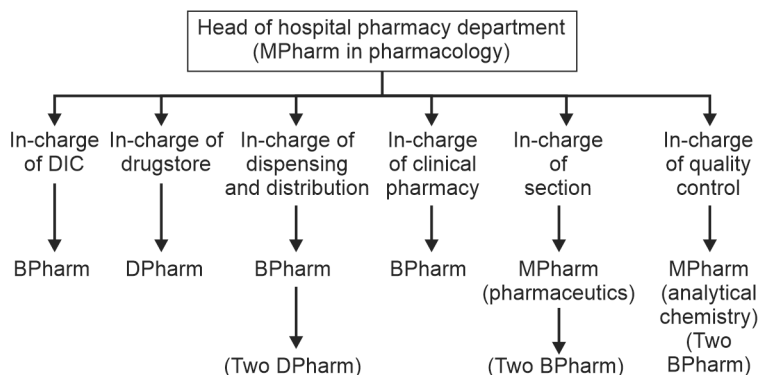 Head of hospital pharmacy department
(MPharm in pharmacology)
In-charge
of DIC
In-charge of
drugstore
In-charge of
dispensing
and distribution
In-charge
of clinical
pharmacy
In-charge
of
section
In-charge
of quality
control
BPharm
DPharm
BPharm
BPharm
MPharm
(pharmaceutics)
MPharm
(analytical
chemistry)
(Two
BPharm)
(Two DPharm)
(Two BPharm)